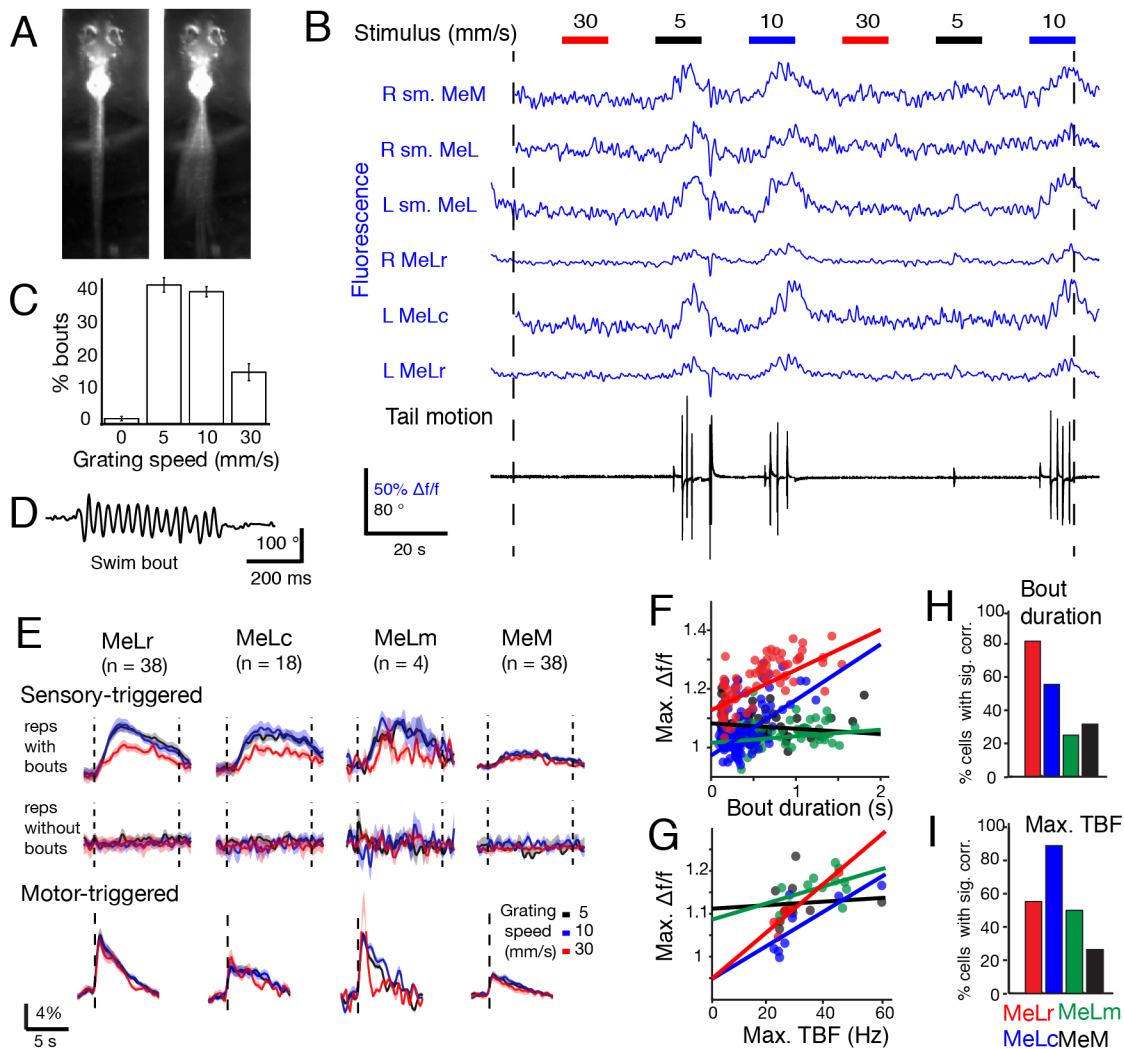 A
B
Stimulus (mm/s)
30
5
10
30
5
10
R sm. MeM
R sm. MeL
L sm. MeL
R MeLr
L MeLc
L MeLr
Fluorescence
Tail motion
50% Δf/f
80 °
20 s
C
% bouts
40
30
20
10
0
0 5 10 30
Grating speed (mm/s)
D
Swim bout
100 °
200 ms
E
MeLr
(n = 38)
MeLc
(n = 18)
MeLm
(n = 4)
MeM
(n = 38)
Sensory-triggered
reps
with
bouts
reps
without
bouts
Motor-triggered
Grating
speed
(mm/s)
5
10
30
4%
5 s
F
Max. Δf/f
1.4
1.2
1
0 1 2
Bout duration (s)
G
Max. Δf/f
1.2
1.1
1
0 20 40 60
Max. TBF (Hz)
H
Bout
duration
% cells with sig. corr.
100
80
60
40
20
0
I
Max. TBF
% cells with sig. corr.
100
80
60
40
20
0
MeLr MeLm
MeLc MeM